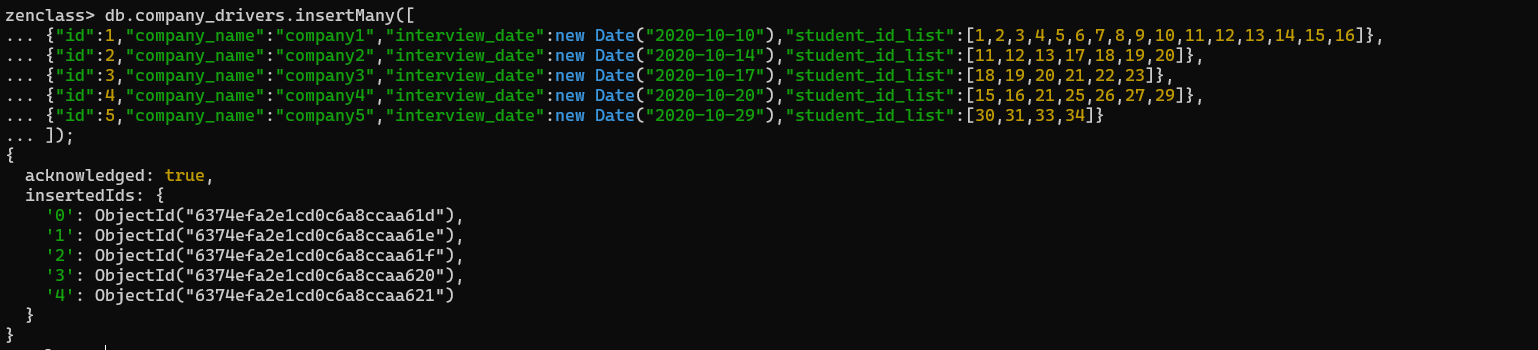 zenclass> db.company_drivers.insertMany([
... {"id":1,"company_name":"company1","interview_date":new Date("2020-10-10"),"student_id_list":[1,2,3,4,5,6,7,8,9,10,11,12,13,14,15,16]},
... {"id":2,"company_name":"company2","interview_date":new Date("2020-10-14"),"student_id_list":[11,12,13,17,18,19,20]},
... {"id":3,"company_name":"company3","interview_date":new Date("2020-10-17"),"student_id_list":[18,19,20,21,22,23]},
... {"id":4,"company_name":"company4","interview_date":new Date("2020-10-20"),"student_id_list":[15,16,21,25,26,27,29]},
... {"id":5,"company_name":"company5","interview_date":new Date("2020-10-29"),"student_id_list":[30,31,33,34]}
... ]);
{
  acknowledged: true,
  insertedIds: {
    '0': ObjectId("6374efa2e1cd0c6a8ccaa61d"),
    '1': ObjectId("6374efa2e1cd0c6a8ccaa61e"),
    '2': ObjectId("6374efa2e1cd0c6a8ccaa61f"),
    '3': ObjectId("6374efa2e1cd0c6a8ccaa620"),
    '4': ObjectId("6374efa2e1cd0c6a8ccaa621")
  }
}